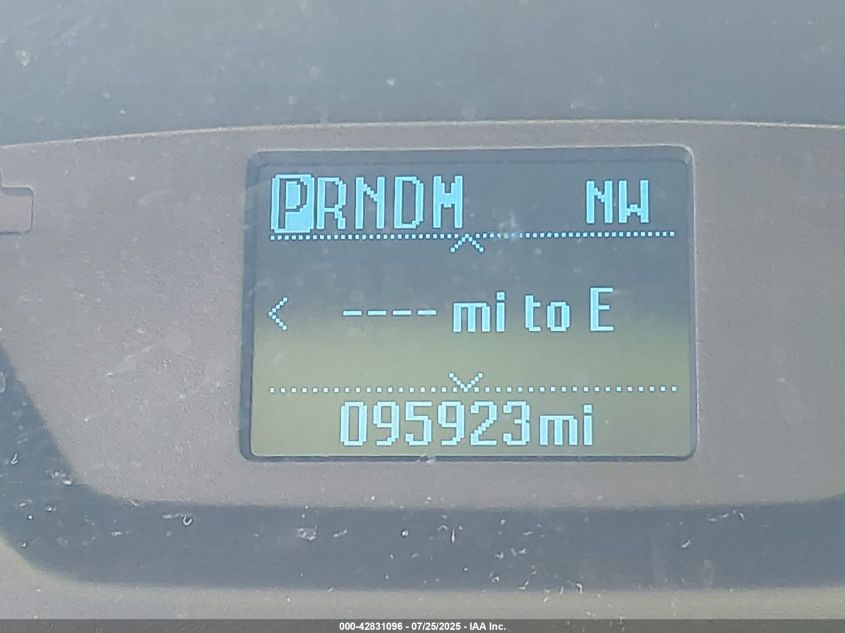 PRNDM NW
< ---- mi to E
095923mi
000-42831096 - 07/25/2025 - IAA Inc.